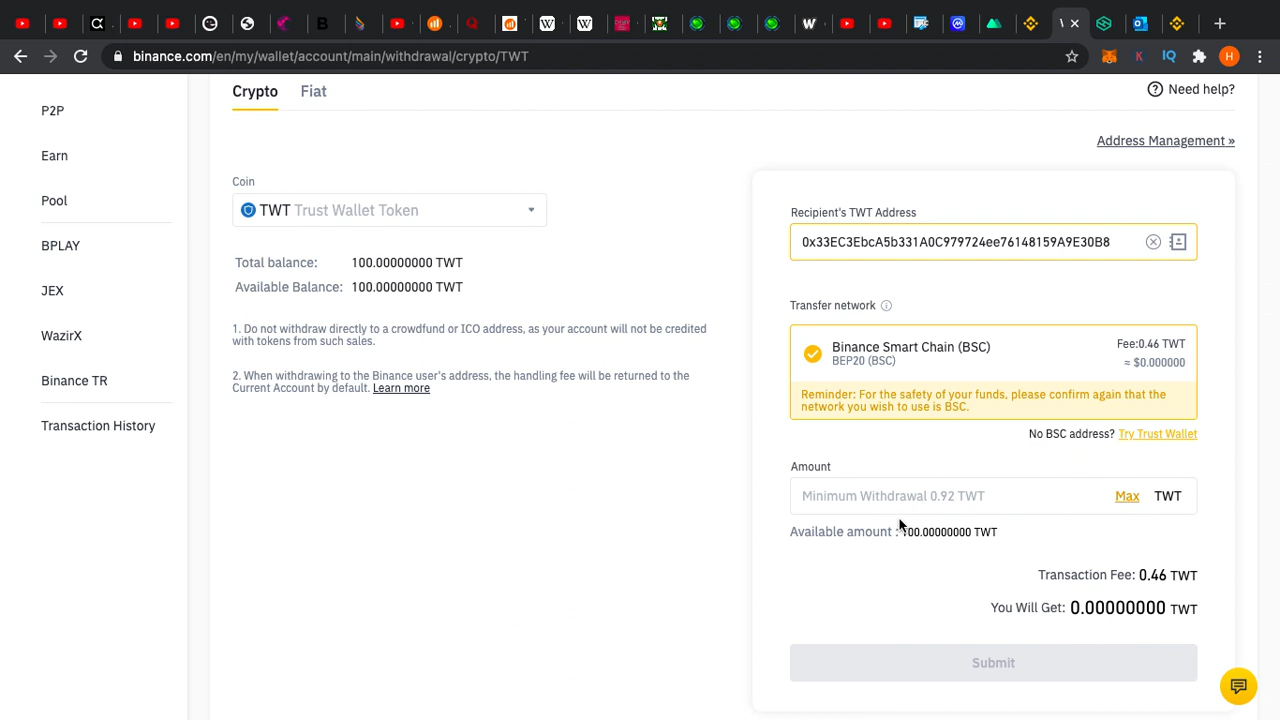 binance.com/en/my/wallet/account/main/withdrawal/crypto/TWT
P2P
Earn
Pool
BPLAY
JEX
WazirX
Binance TR
Transaction History
Crypto Fiat
Need help?
Address Management »
Coin
TWT Trust Wallet Token
Total balance: 100.00000000 TWT
Available Balance: 100.00000000 TWT
1. Do not withdraw directly to a crowdfund or ICO address, as your account will not be credited
with tokens from such sales.
2. When withdrawing to the Binance user's address, the handling fee will be returned to the
Current Account by default. Learn more
Recipient's TWT Address
0x33EC3EbcA5b331A0C979724ee76148159A9E30B8
Transfer network
Binance Smart Chain (BSC) Fee:0.46 TWT
BEP20 (BSC) ≈ $0.000000
Reminder: For the safety of your funds, please confirm again that the
network you wish to use is BSC.
No BSC address? Try Trust Wallet
Amount
Minimum Withdrawal 0.92 TWT Max TWT
Available amount : 100.00000000 TWT
Transaction Fee: 0.46 TWT
You Will Get: 0.00000000 TWT
Submit